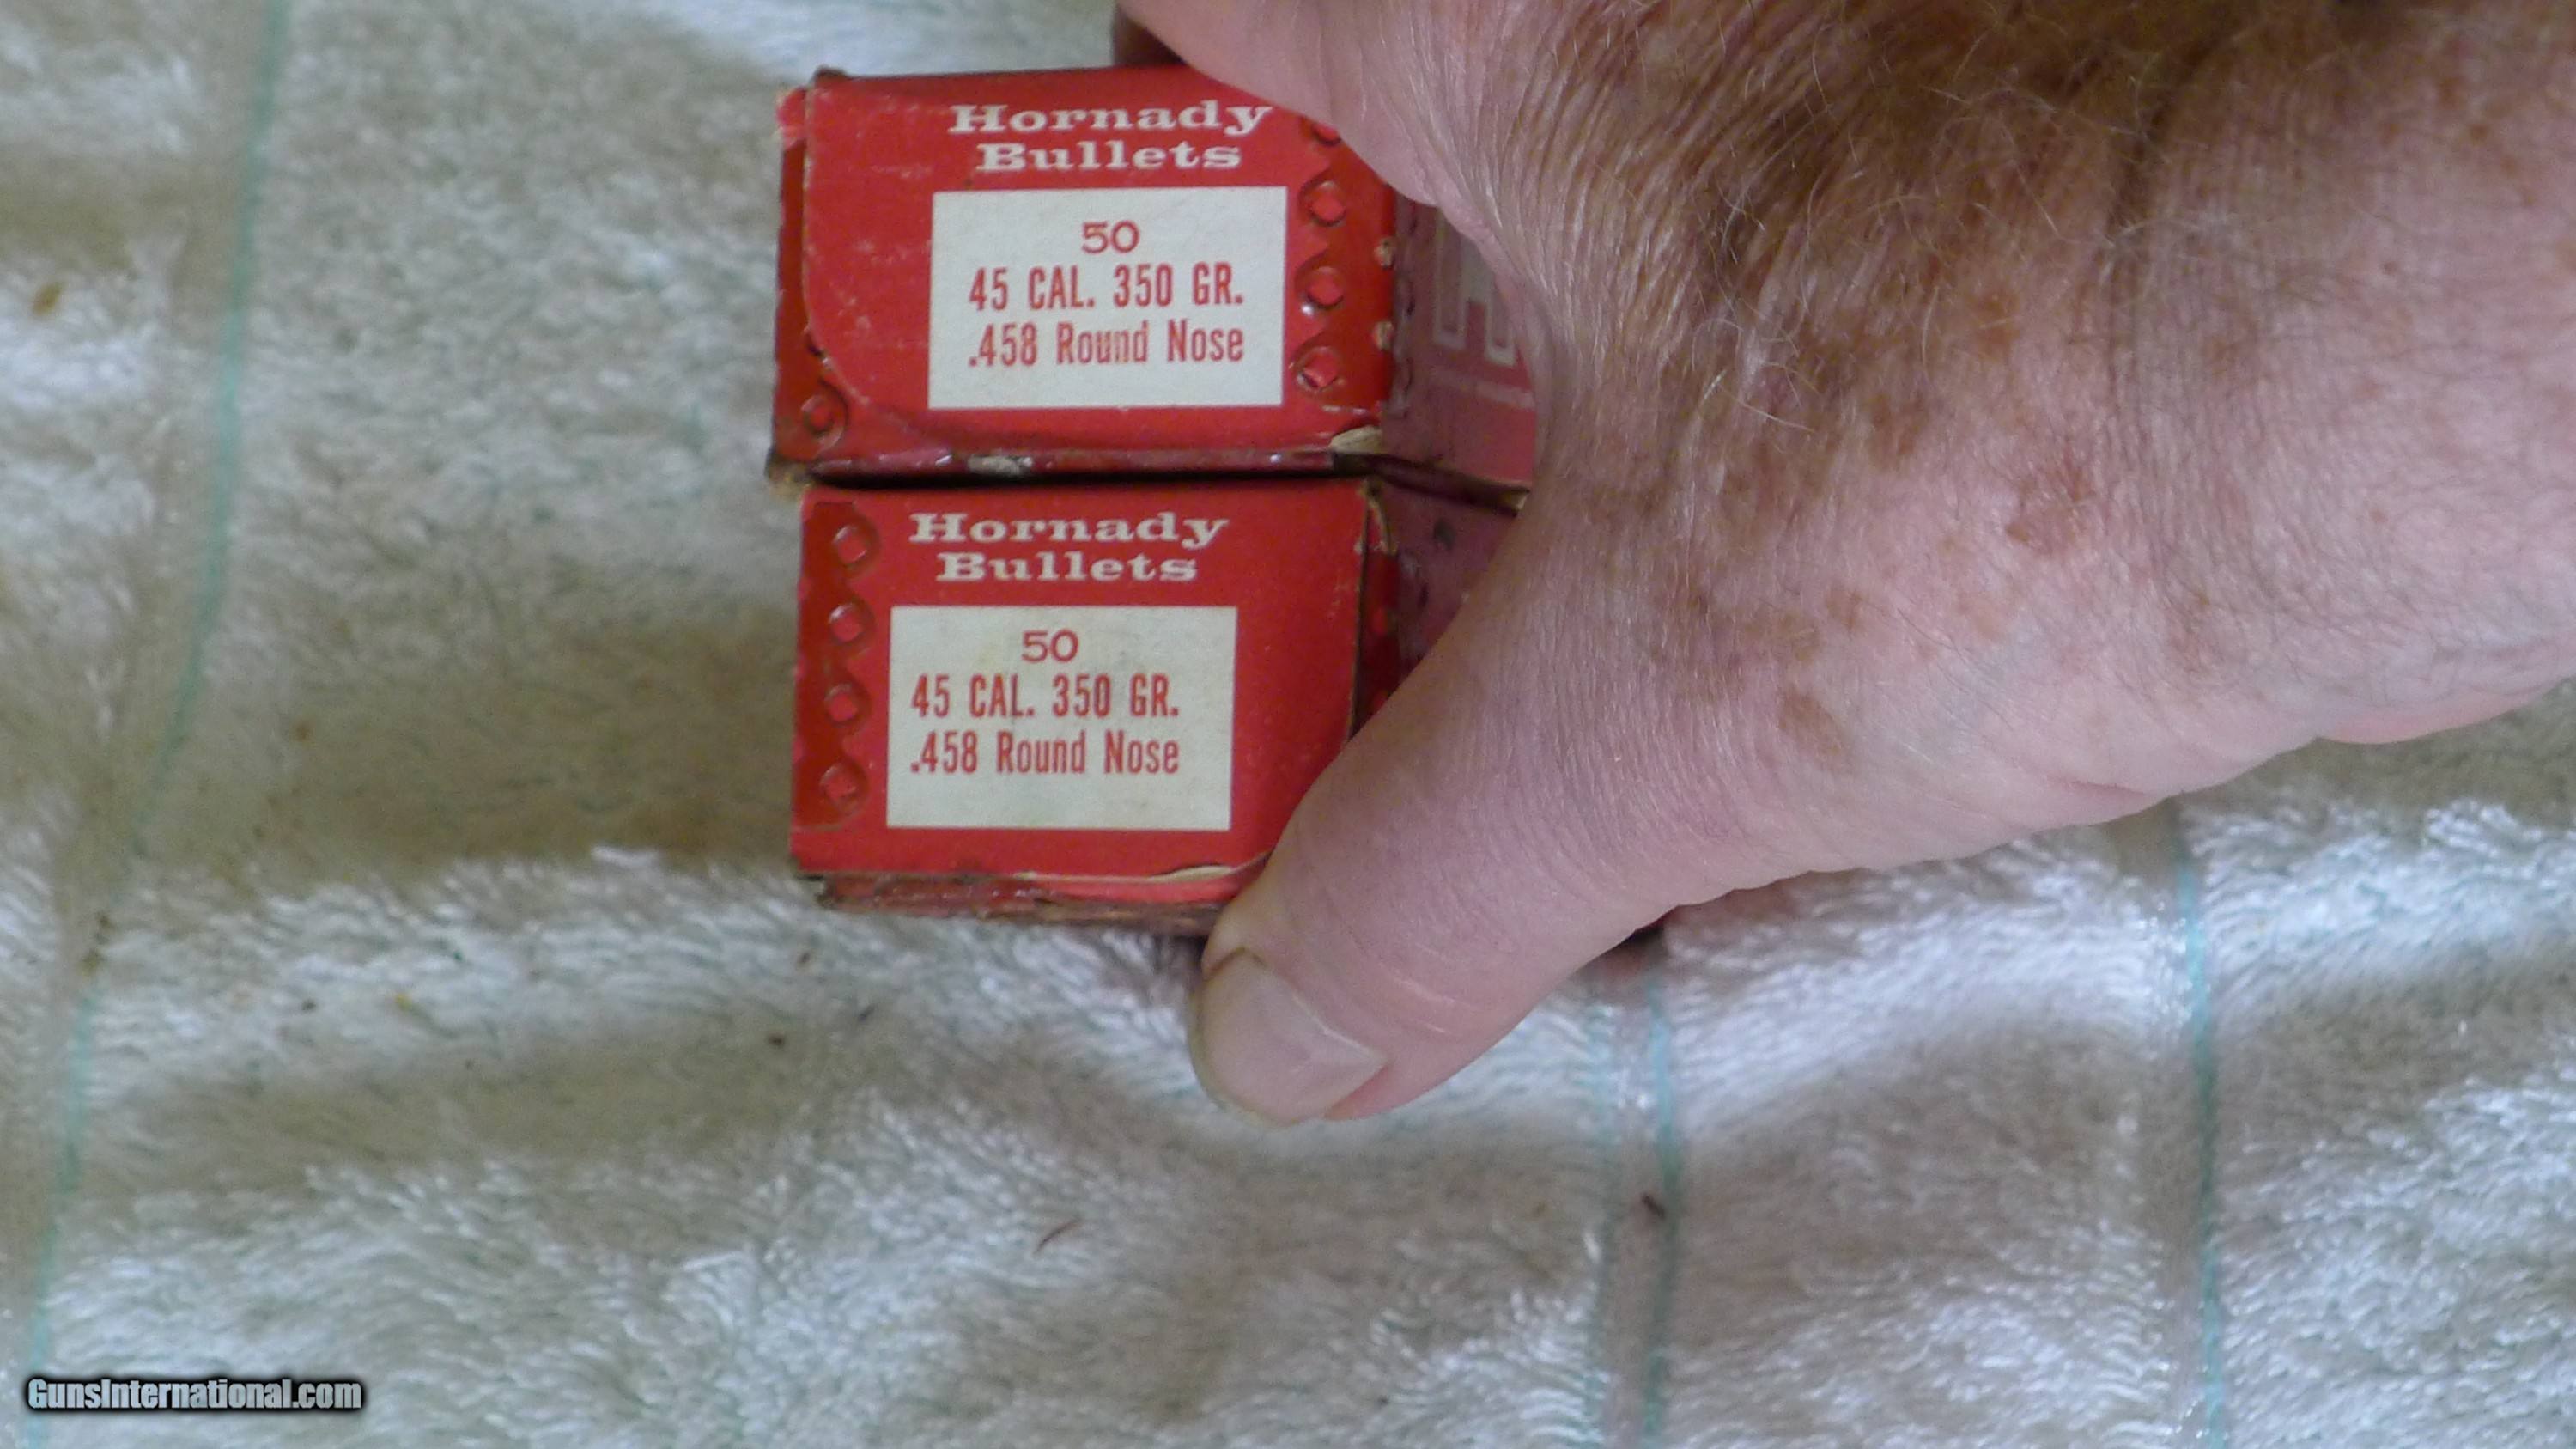 Hornady
Bullets
50
45 CAL. 350 GR.
.458 Round Nose
Hornady
Bullets
50
45 CAL. 350 GR.
.458 Round Nose
GunsInternational.com